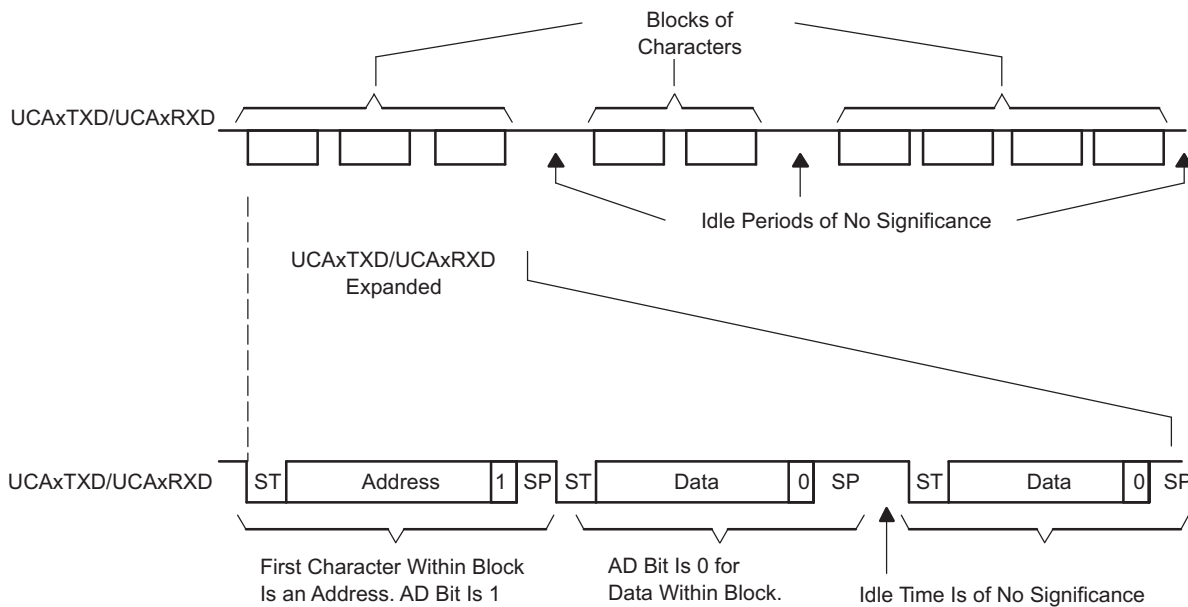 Blocks of
Characters
UCAxTXD/UCAxRXD
Idle Periods of No Significance
UCAxTXD/UCAxRXD
Expanded
UCAxTXD/UCAxRXD
ST Address 1 SP ST Data 0 SP ST Data 0 SP
First Character Within Block
Is an Address. AD Bit Is 1
AD Bit Is 0 for
Data Within Block.
Idle Time Is of No Significance